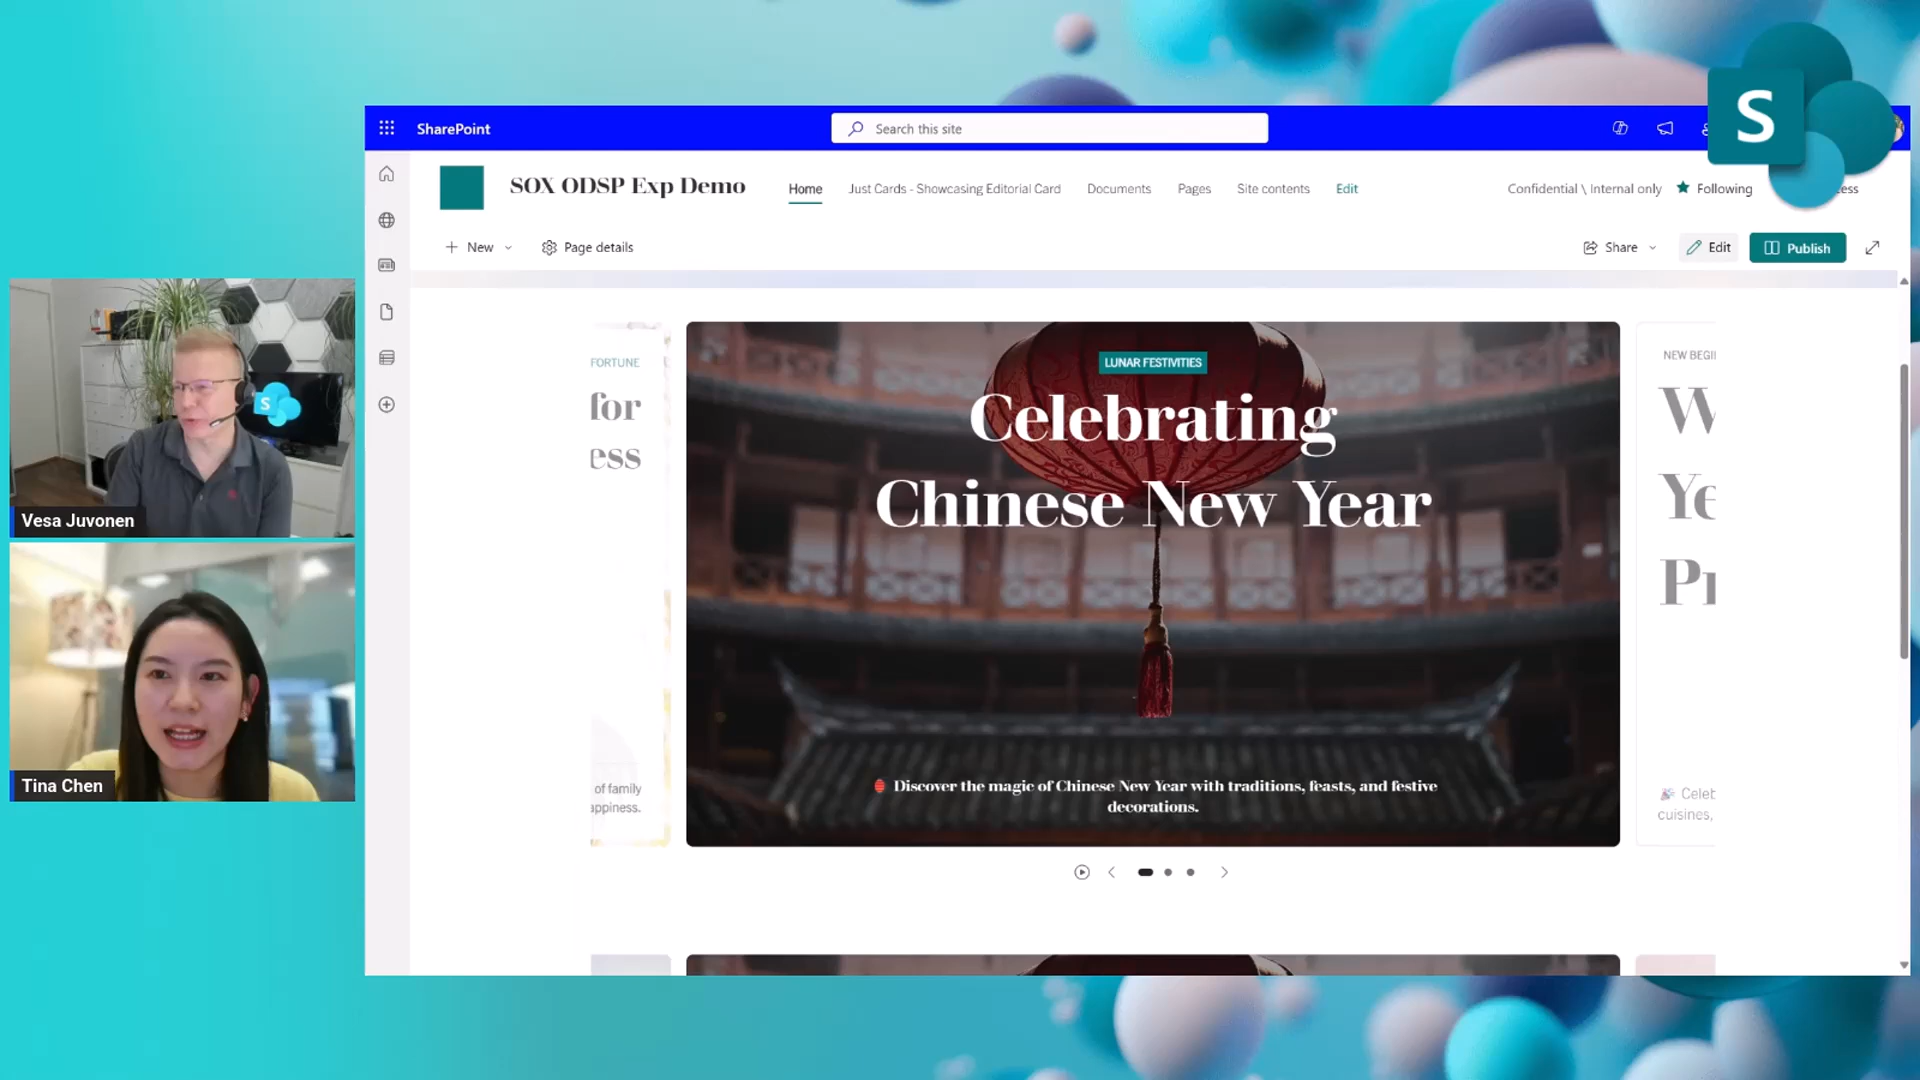 SharePoint
Search this site
S
SOX ODSP Exp Demo
Home
Just Cards - Showcasing Editorial Card
Documents
Pages
Site contents
Edit
Confidential \ Internal only
Following
New
Page details
Share
Edit
Publish
FORTUNE
for
ess
of family
appiness.
LUNAR FESTIVITIES
Celebrating
Chinese New Year
Discover the magic of Chinese New Year with traditions, feasts, and festive
decorations.
NEW BEGI
W
Ye
Pr
Celet
cuisines,
S
Vesa Juvonen
Tina Chen